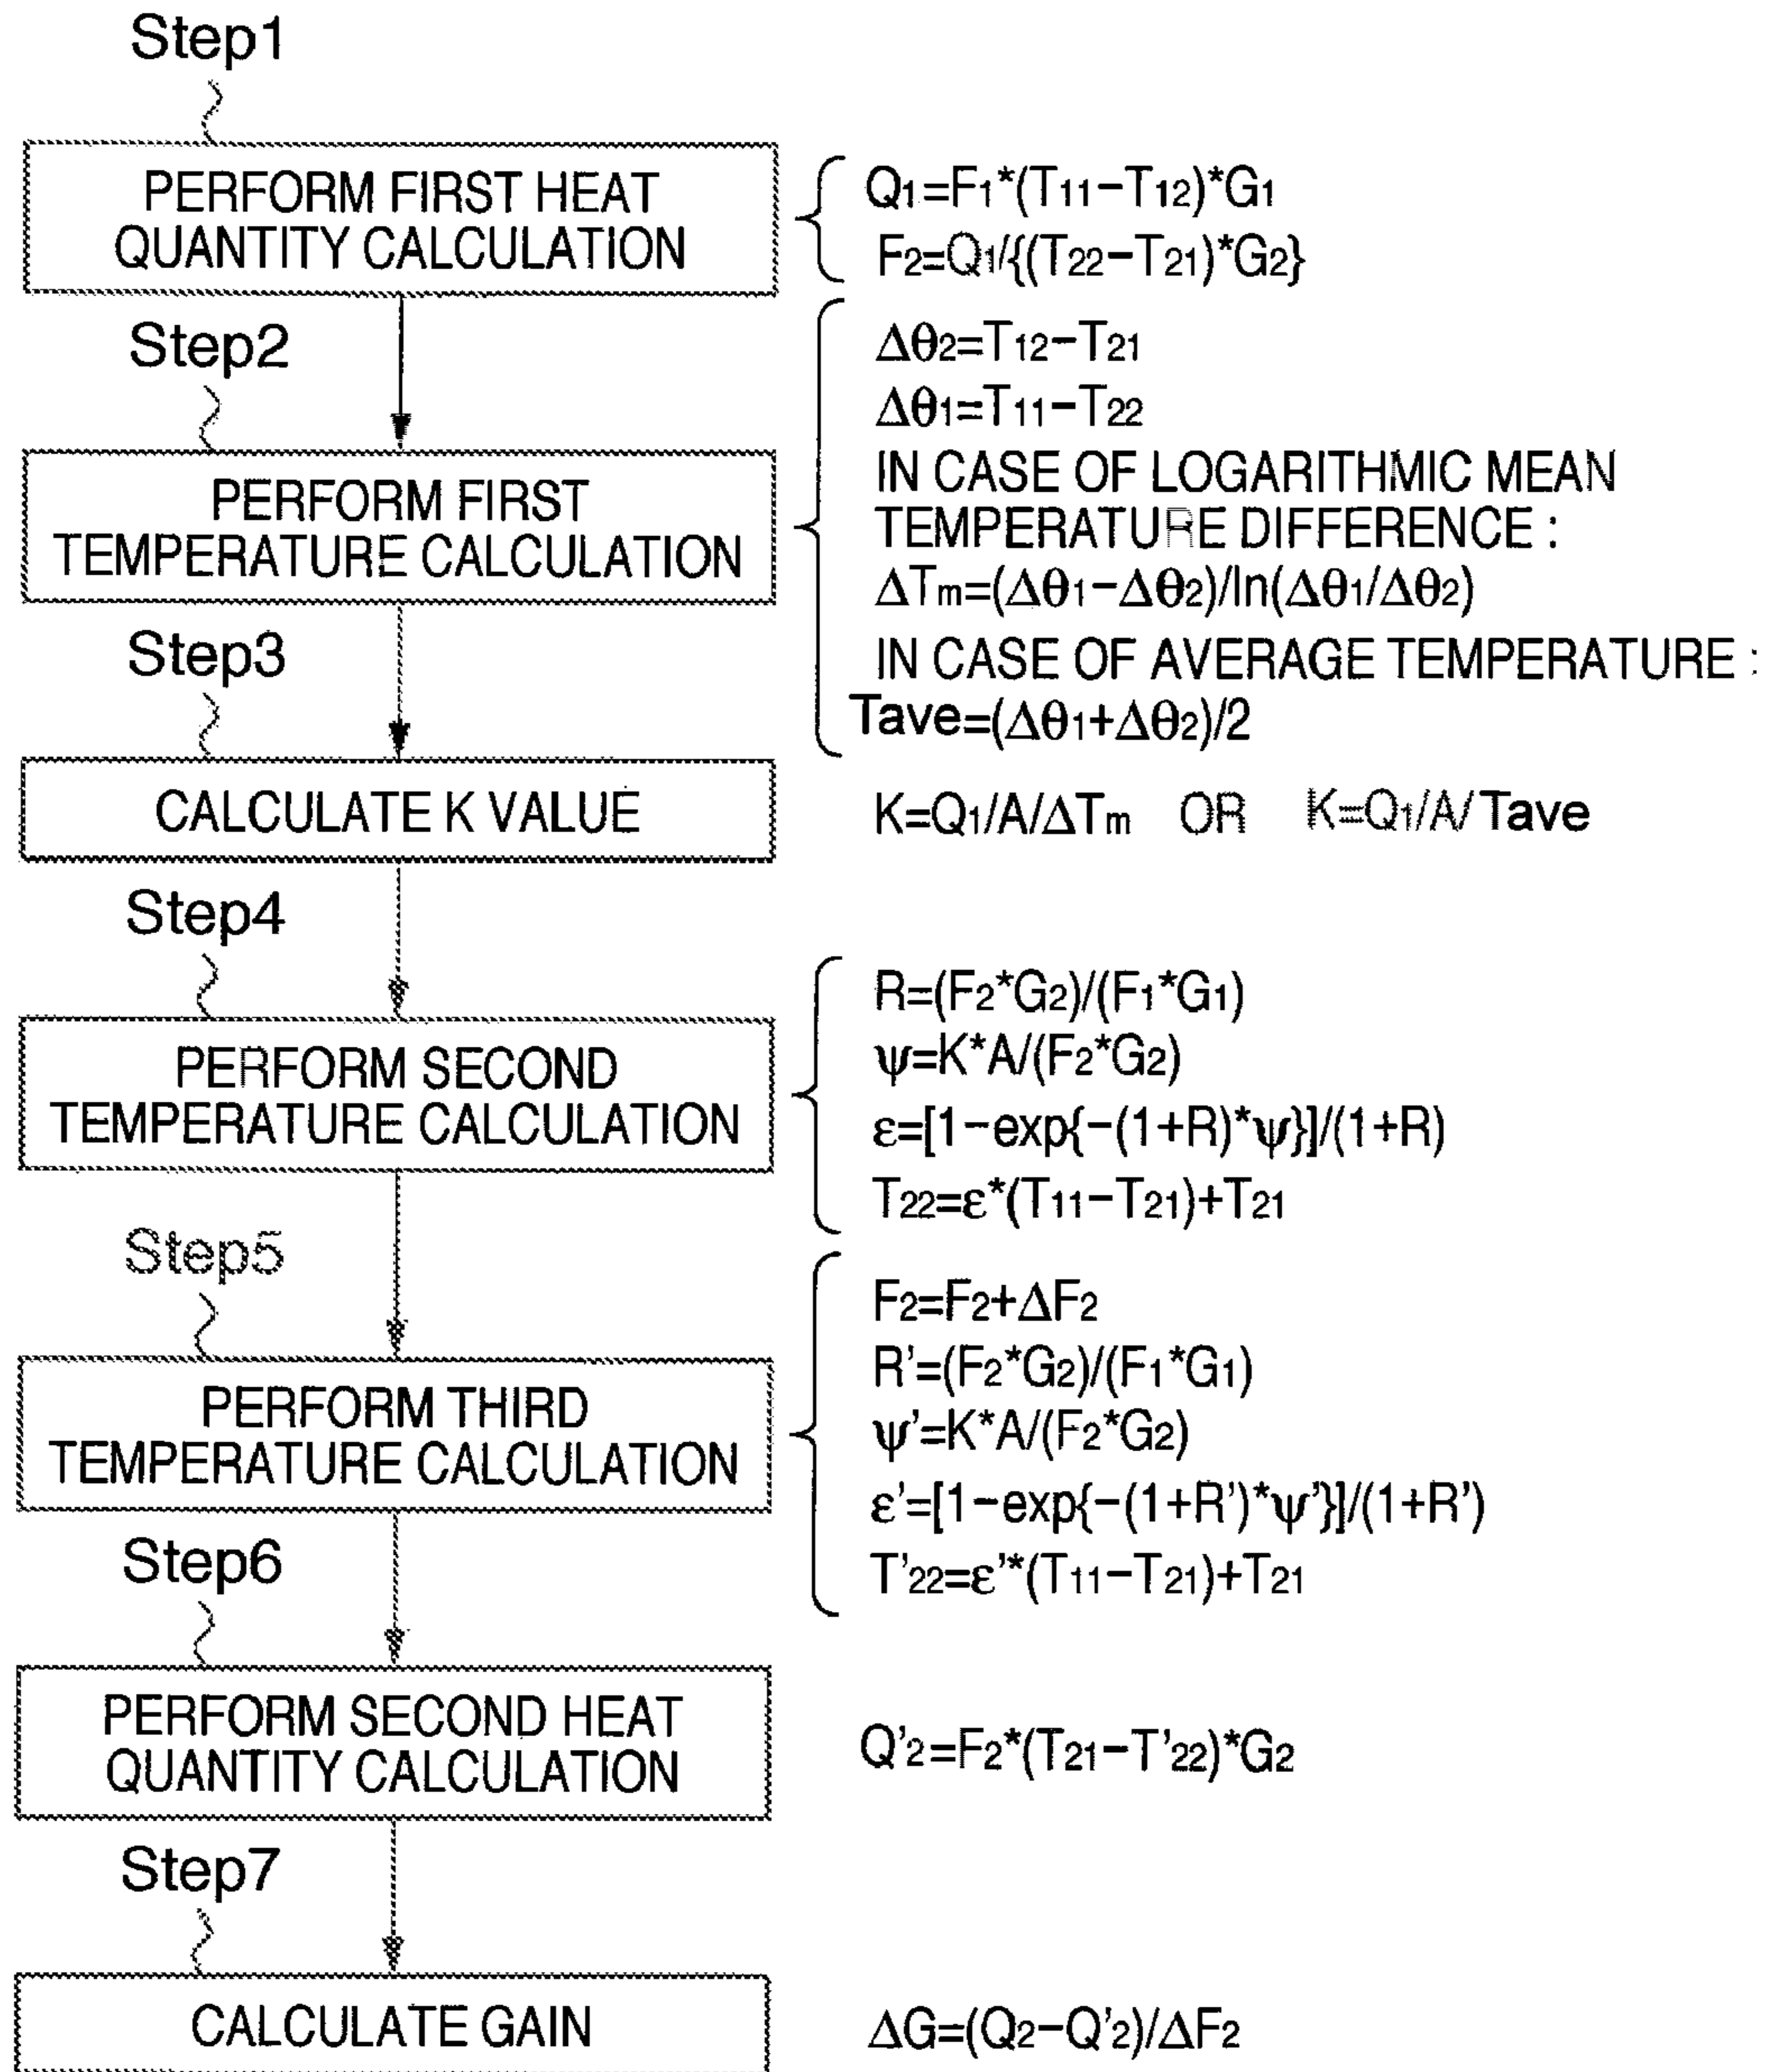 Step1
PERFORM FIRST HEAT
QUANTITY CALCULATION
Q1=F1*(T11-T12)*G1
F2=Q1/{(T22-T21)*G2}
Step2
PERFORM FIRST
TEMPERATURE CALCULATION
Δθ2=T12-T21
Δθ1=T11-T22
IN CASE OF LOGARITHMIC MEAN
TEMPERATURE DIFFERENCE :
ΔTm=(Δθ1-Δθ2)/ln(Δθ1/Δθ2)
IN CASE OF AVERAGE TEMPERATURE :
Tave=(Δθ1+Δθ2)/2
Step3
CALCULATE K VALUE
K=Q1/A/ΔTm OR K=Q1/A/Tave
Step4
PERFORM SECOND
TEMPERATURE CALCULATION
R=(F2*G2)/(F1*G1)
ψ=K*A/(F2*G2)
ε=[1-exp{-(1+R)*ψ}]/(1+R)
T22=ε*(T11-T21)+T21
Step5
PERFORM THIRD
TEMPERATURE CALCULATION
F2=F2+ΔF2
R'=(F2*G2)/(F1*G1)
ψ'=K*A/(F2*G2)
ε'=[1-exp{-(1+R')*ψ'}]/(1+R')
T'22=ε'*(T11-T21)+T21
Step6
PERFORM SECOND HEAT
QUANTITY CALCULATION
Q'2=F2*(T21-T'22)*G2
Step7
CALCULATE GAIN
ΔG=(Q2-Q'2)/ΔF2